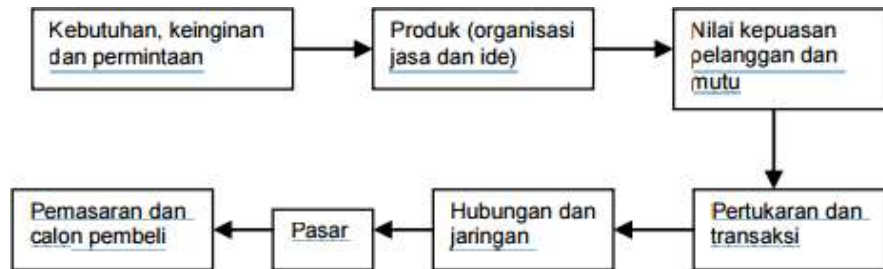 Kebutuhan, keinginan
dan permintaan
Produk (organisasi
jasa dan ide)
Nilai kepuasan
pelanggan dan
mutu
Pertukaran dan
transaksi
Hubungan dan
jaringan
Pasar
Pemasaran dan
calon pembeli